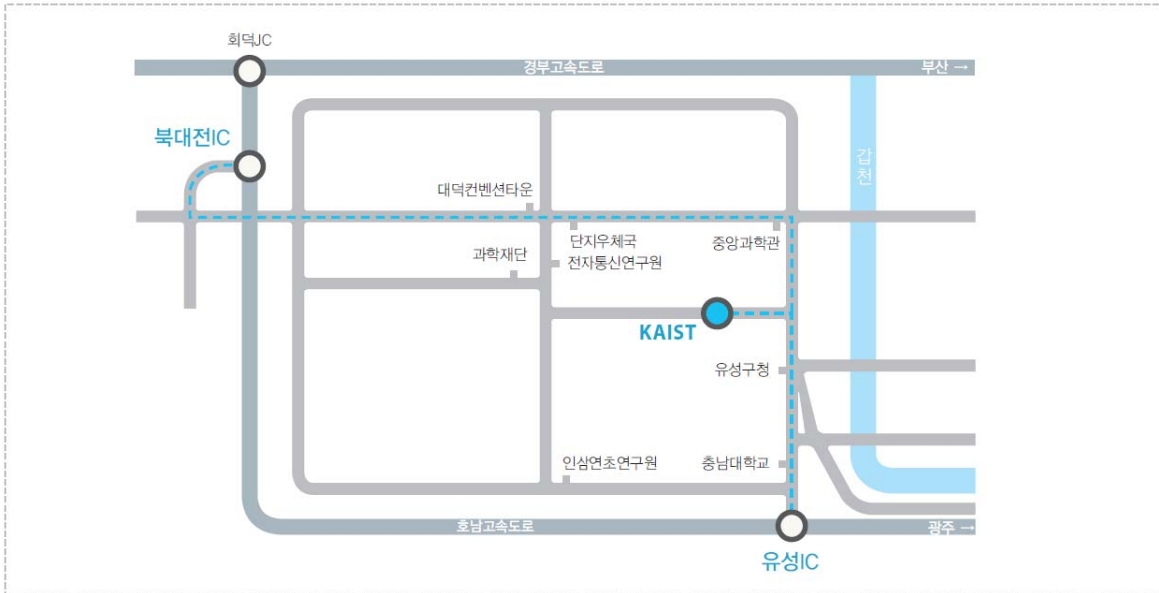 회덕JC
경부고속도로
부산 →
북대전IC
갑천
대덕컨벤션타운
단지우체국
중앙과학관
과학재단
전자통신연구원
KAIST
유성구청
인삼연초연구원
충남대학교
호남고속도로
광주 →
유성IC